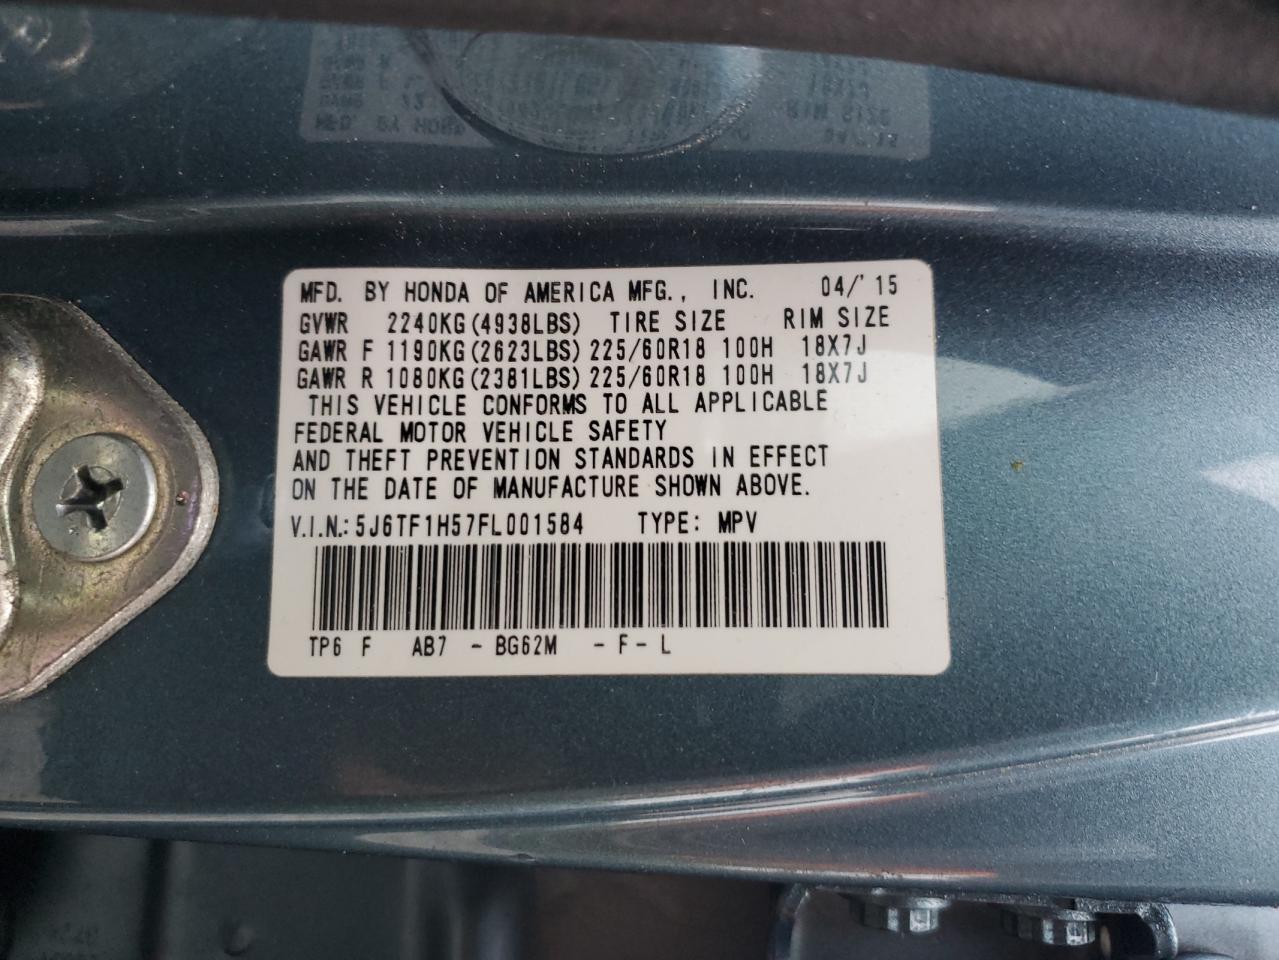 MFD. BY HONDA OF AMERICA MFG., INC. 04/'15
GVWR 2240KG(4938LBS) TIRE SIZE RIM SIZE
GAWR F 1190KG(2623LBS) 225/60R18 100H 18X7J
GAWR R 1080KG(2381LBS) 225/60R18 100H 18X7J
THIS VEHICLE CONFORMS TO ALL APPLICABLE
FEDERAL MOTOR VEHICLE SAFETY
AND THEFT PREVENTION STANDARDS IN EFFECT
ON THE DATE OF MANUFACTURE SHOWN ABOVE.
V.I.N.: 5J6TF1H57FL001584 TYPE: MPV
TP6 F AB7 - BG62M - F - L